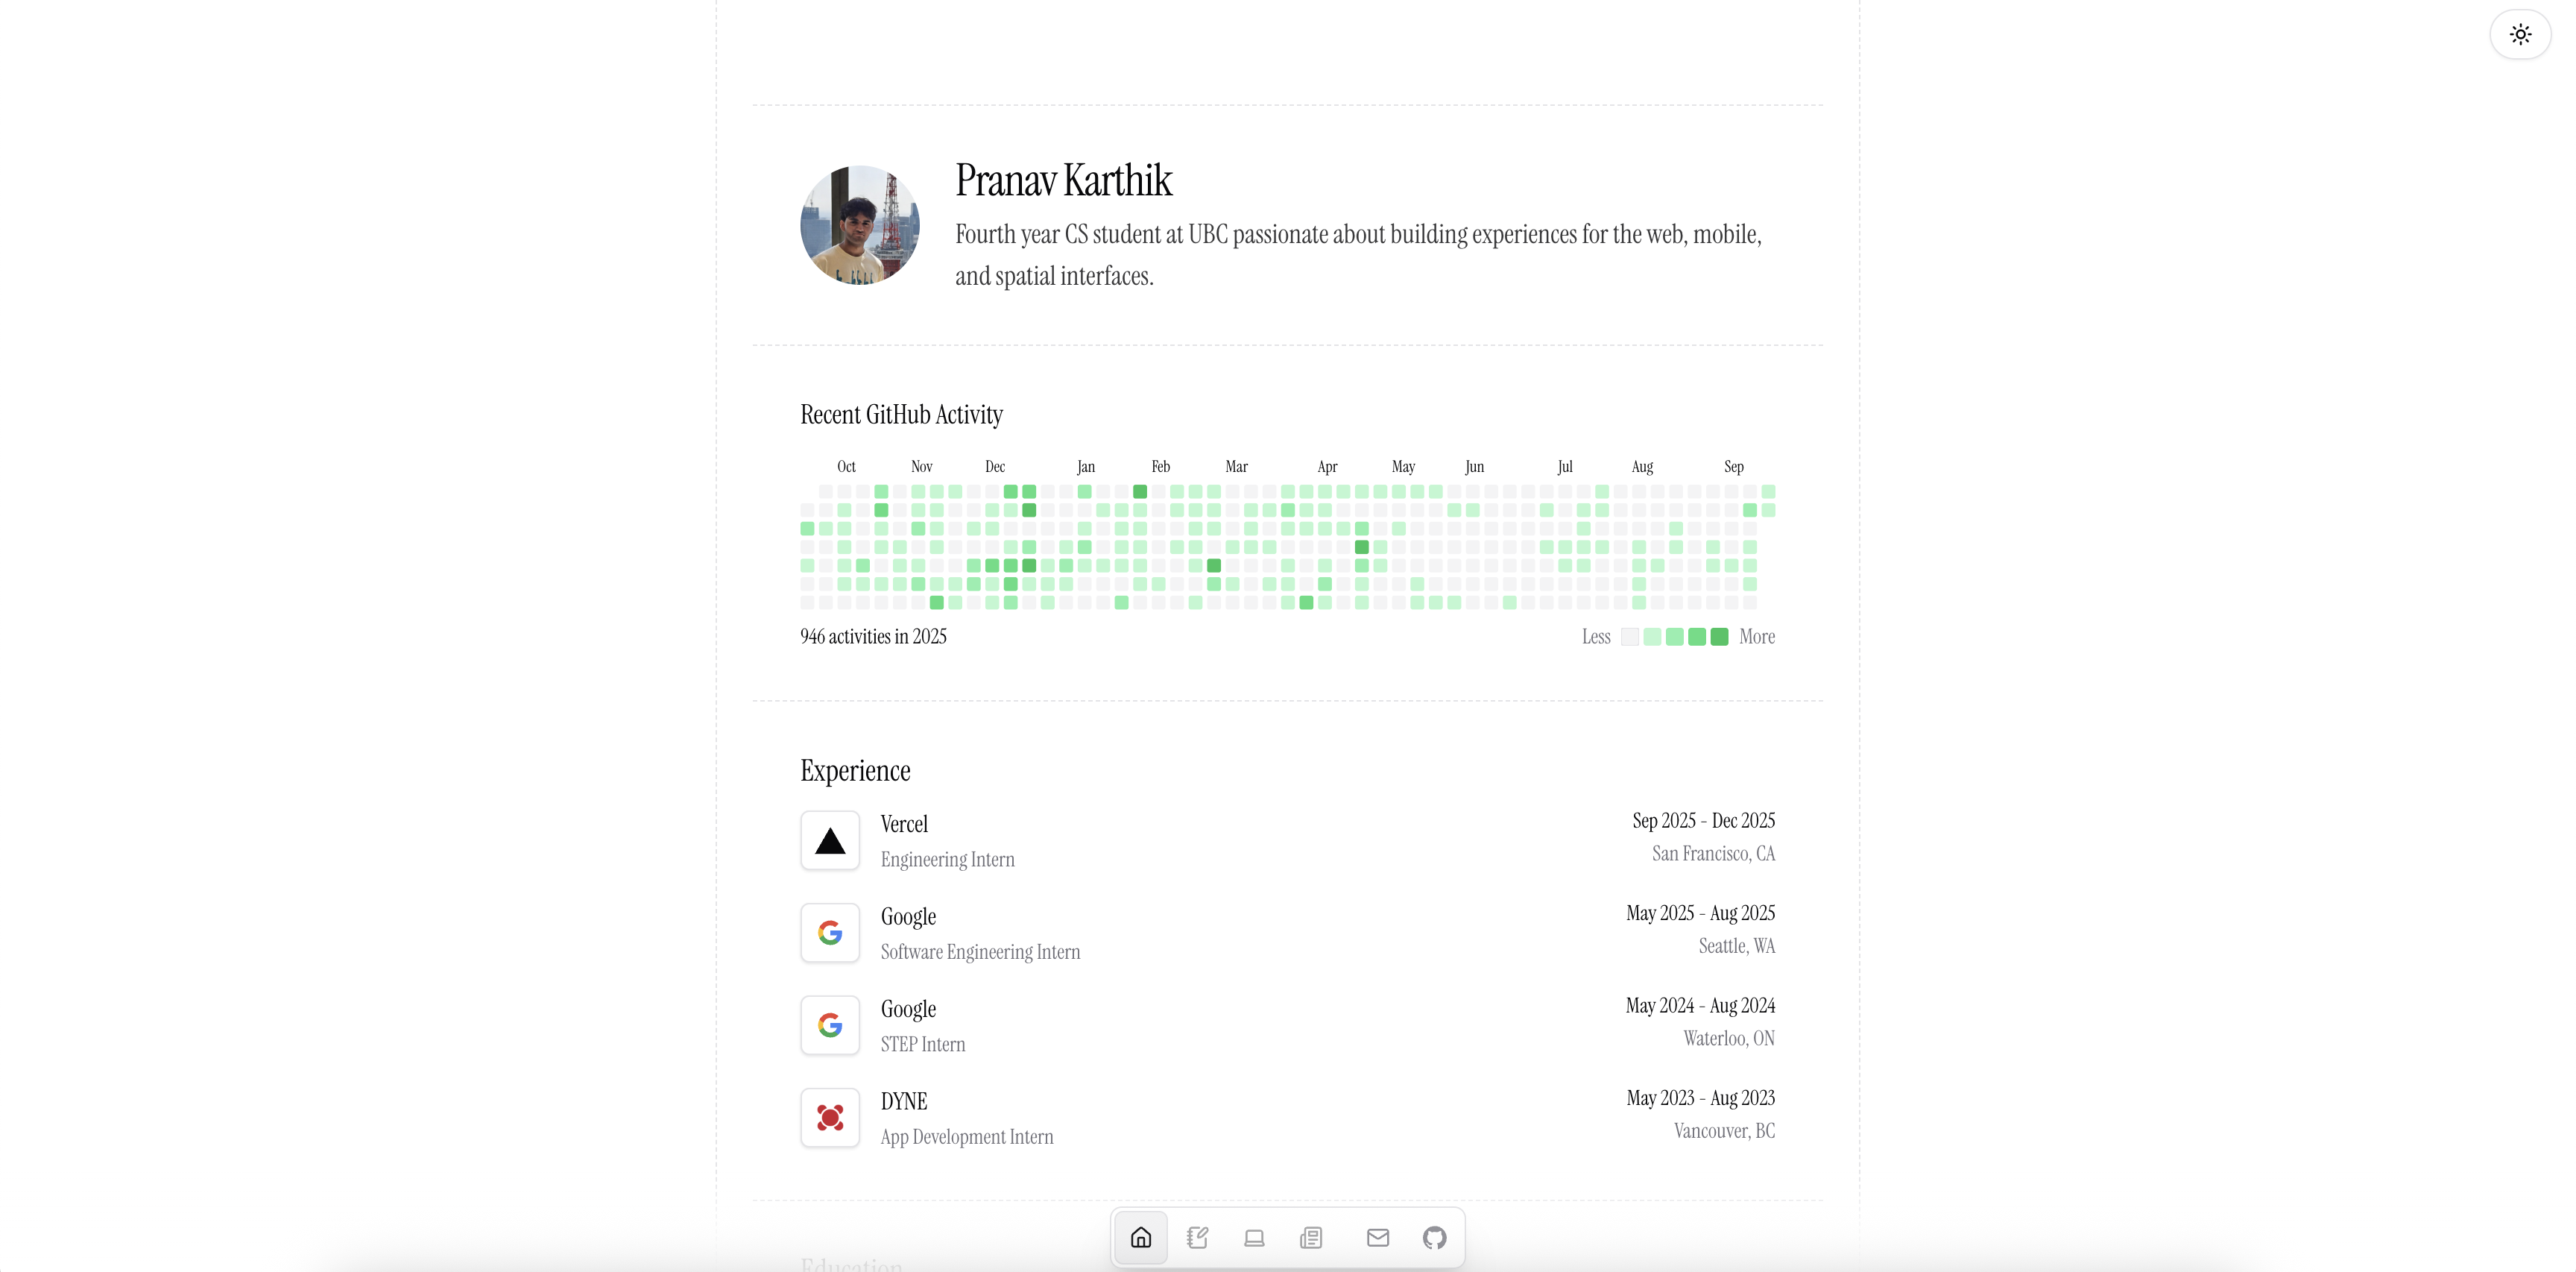 Pranav Karthik
Fourth year CS student at UBC passionate about building experiences for the web, mobile,
and spatial interfaces.
Recent GitHub Activity
Oct Nov Dec Jan Feb Mar Apr May Jun Jul Aug Sep
946 activities in 2025
Less More
Experience
Vercel
Engineering Intern
Sep 2025 - Dec 2025
San Francisco, CA
Google
Software Engineering Intern
May 2025 - Aug 2025
Seattle, WA
Google
STEP Intern
May 2024 - Aug 2024
Waterloo, ON
DYNE
App Development Intern
May 2023 - Aug 2023
Vancouver, BC
Education